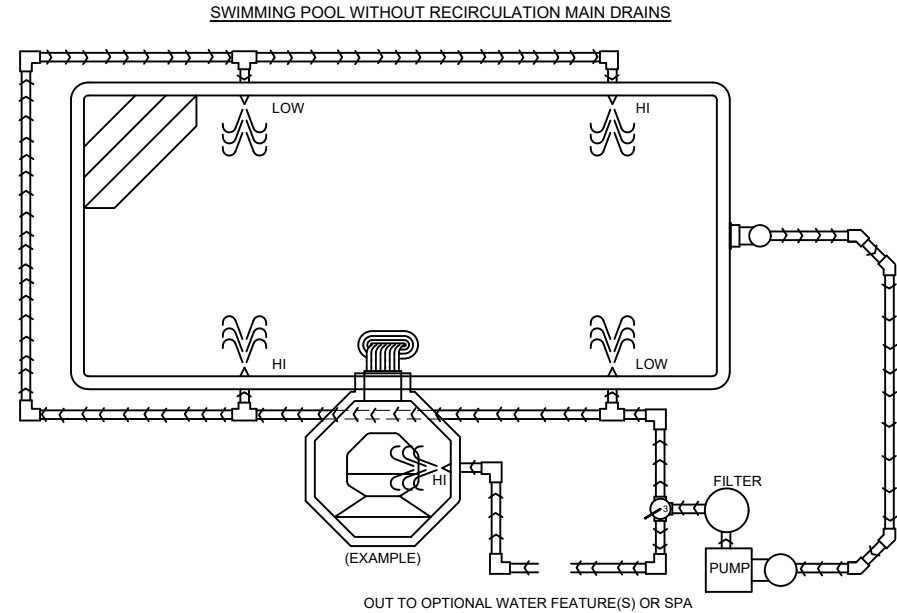 SWIMMING POOL WITHOUT RECIRCULATION MAIN DRAINS
LOW
HI
HI
LOW
HI
FILTER
3
(EXAMPLE)
PUMP
OUT TO OPTIONAL WATER FEATURE(S) OR SPA